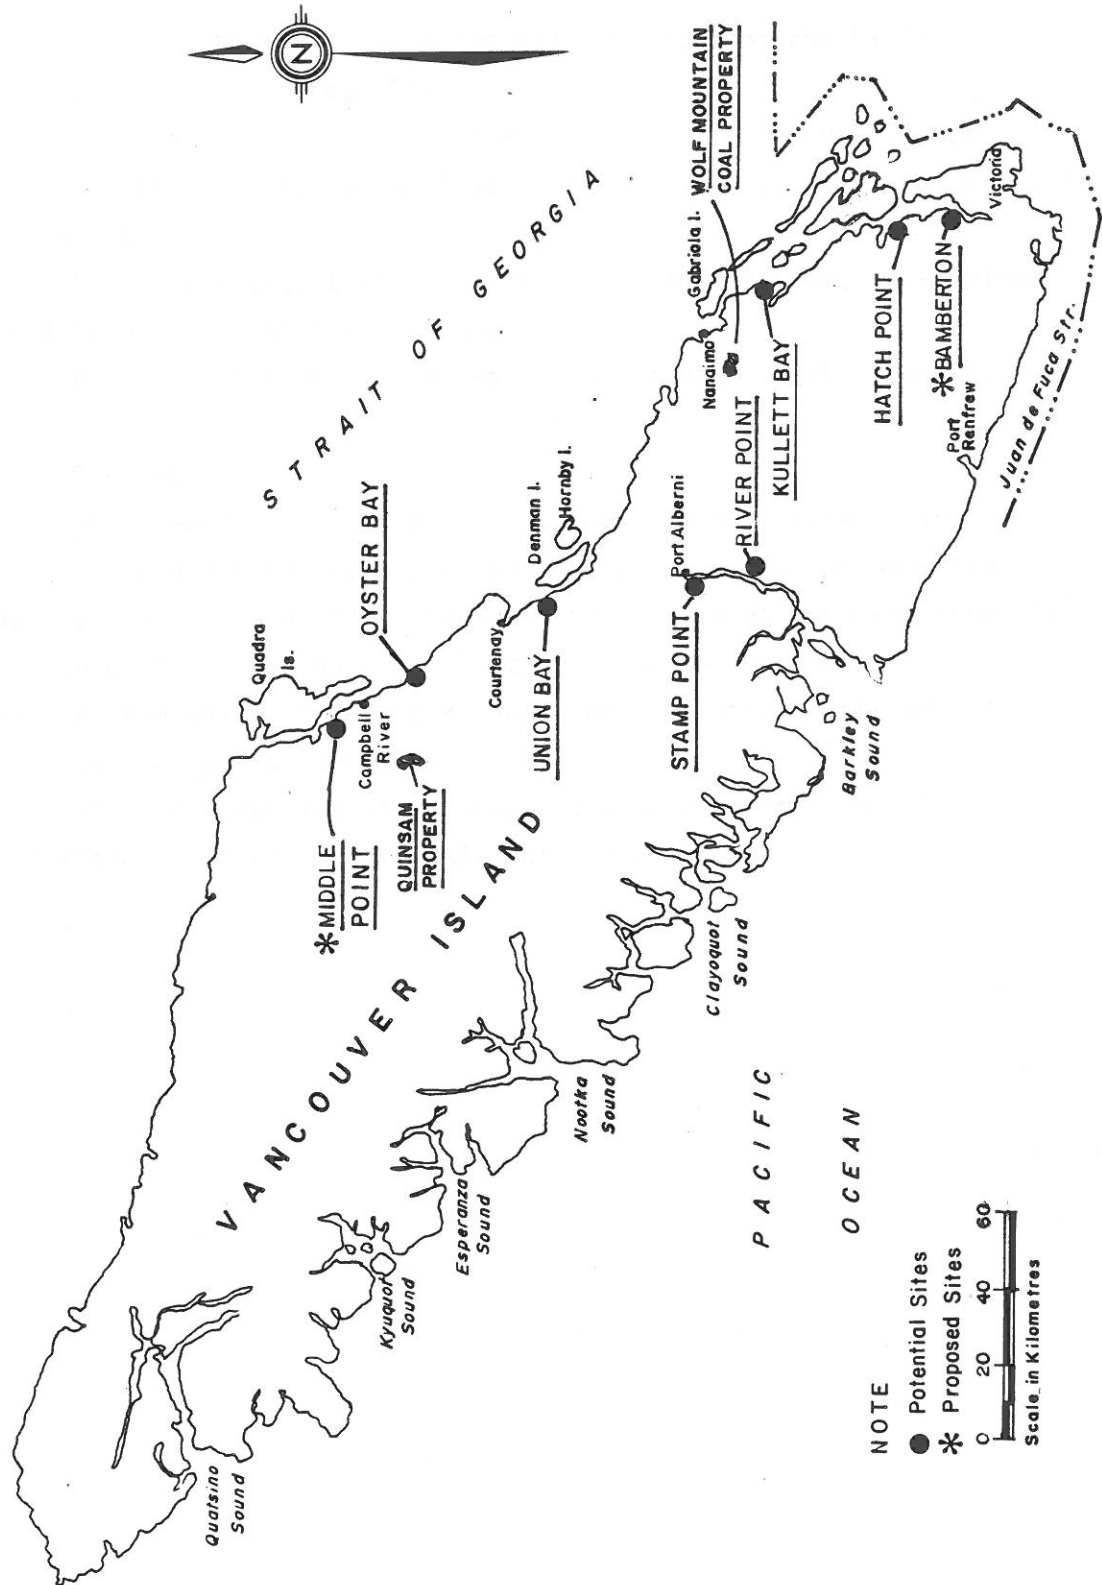 N
STRAIT OF GEORGIA
WOLF MOUNTAIN
COAL PROPERTY
Quadra
Is.
OYSTER BAY
Denman I.
Hornby I.
Gabriola I.
Nanaimo
Campbell
River
Courtenay
UNION BAY
Port Alberni
RIVER POINT
KULLETT BAY
STAMP POINT
HATCH POINT
*BAMBERTON
Victoria
Port
Renfrew
Juan de Fuca Str.
*MIDDLE
POINT
QUINSAM
PROPERTY
VANCOUVER ISLAND
Barkley
Sound
Clayoquot
Sound
Nootka
Sound
Esperanza
Sound
Kyuquot
Sound
Quatsino
Sound
PACIFIC
OCEAN
NOTE
● Potential Sites
* Proposed Sites
0 20 40 60
Scale in Kilometres